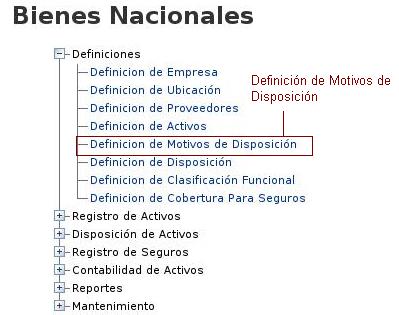 Bienes Nacionales
Definiciones
Definicion de Empresa
Definicion de Ubicación
Definicion de Proveedores
Definicion de Activos
Definicion de Motivos de Disposición
Definicion de Disposición
Definicion de Clasificación Funcional
Definicion de Cobertura Para Seguros
Registro de Activos
Disposición de Activos
Registro de Seguros
Contabilidad de Activos
Reportes
Mantenimiento
Definición de Motivos de
Disposición